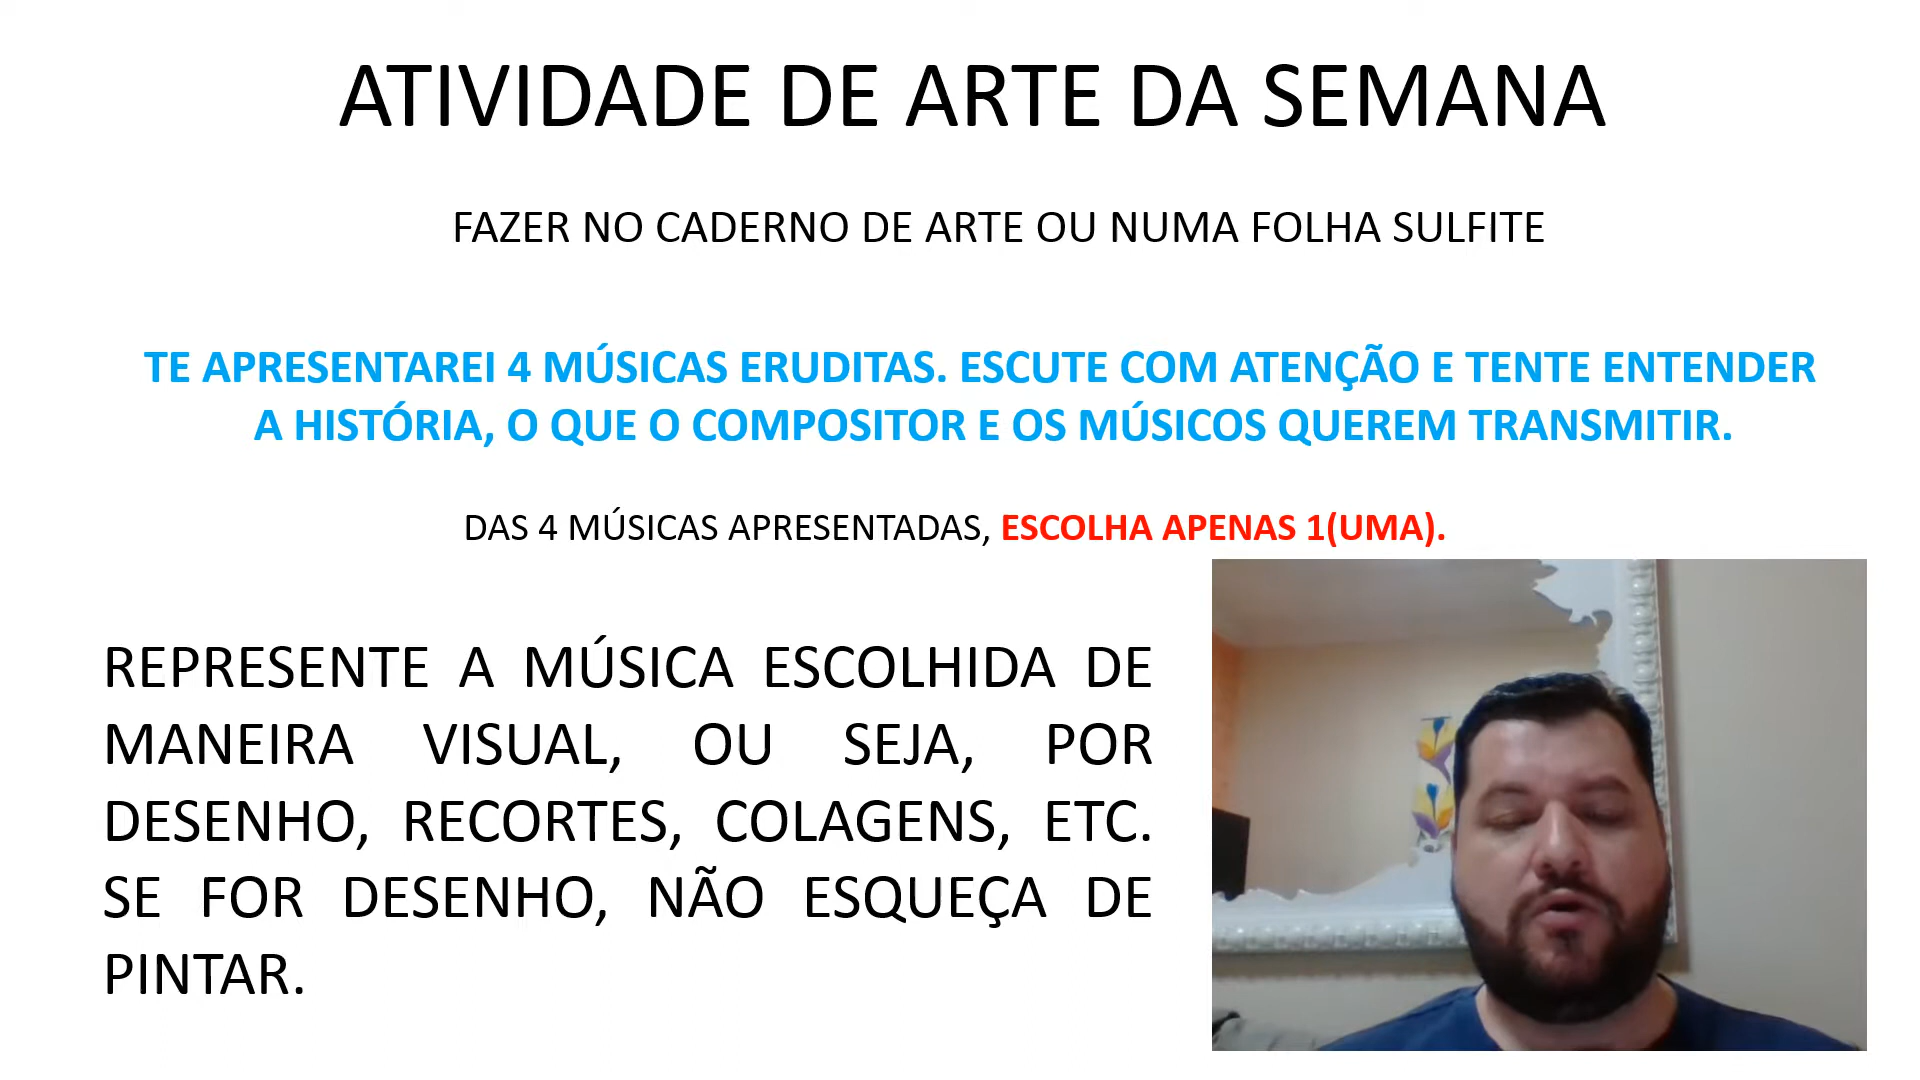 ATIVIDADE DE ARTE DA SEMANA
FAZER NO CADERNO DE ARTE OU NUMA FOLHA SULFITE
TE APRESENTAREI 4 MÚSICAS ERUDITAS. ESCUTE COM ATENÇÃO E TENTE ENTENDER
A HISTÓRIA, O QUE O COMPOSITOR E OS MÚSICOS QUEREM TRANSMITIR.
DAS 4 MÚSICAS APRESENTADAS, ESCOLHA APENAS 1(UMA).
REPRESENTE A MÚSICA ESCOLHIDA DE
MANEIRA VISUAL, OU SEJA, POR
DESENHO, RECORTES, COLAGENS, ETC.
SE FOR DESENHO, NÃO ESQUEÇA DE
PINTAR.